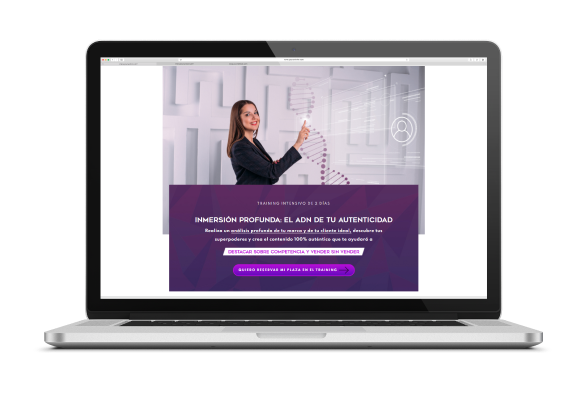 TRAINING INTENSIVO DE 2 DÍAS
INMERSIÓN PROFUNDA: EL ADN DE TU AUTENTICIDAD
Realiza un análisis profundo de tu marca y de tu cliente ideal, descubre tus
superpoderes y crea el contenido 100% auténtico que te ayudará a
DESTACAR SOBRE COMPETENCIA Y VENDER SIN VENDER
QUIERO RESERVAR MI PLAZA EN EL TRAINING